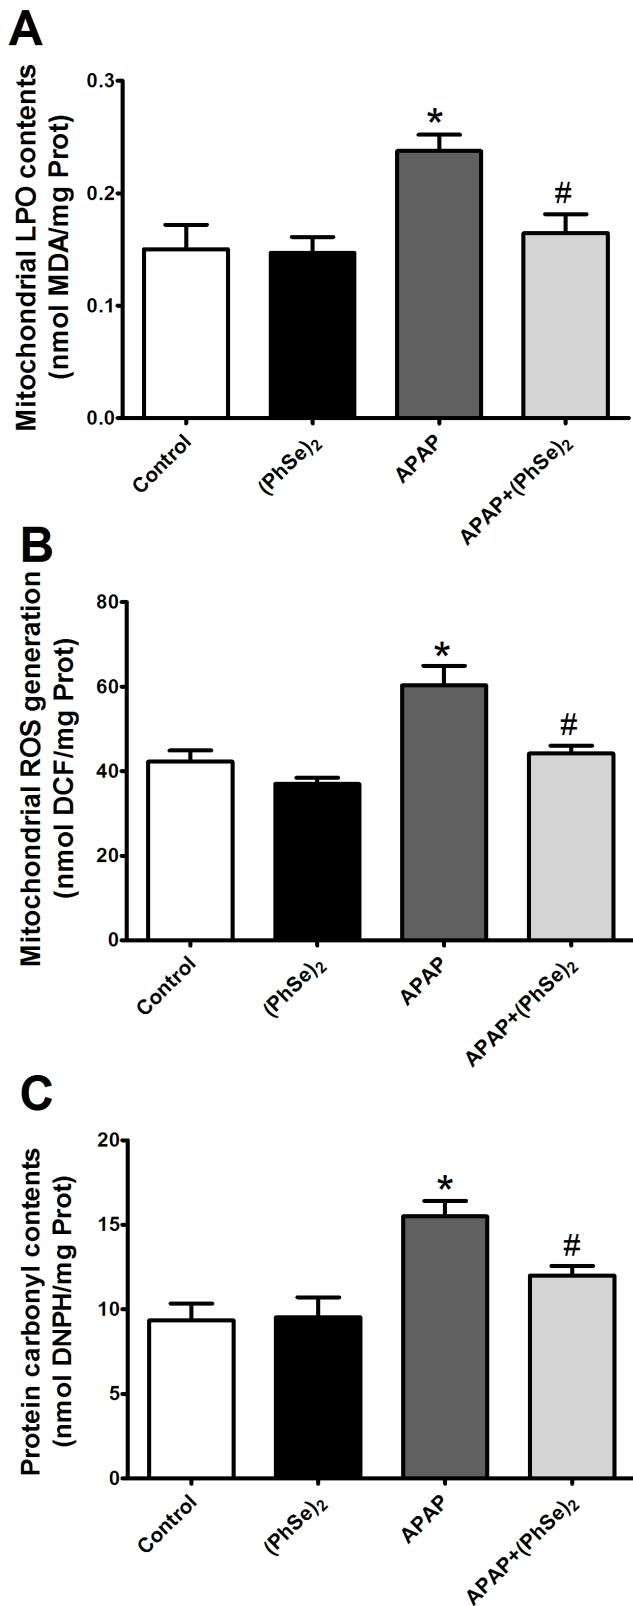 A
Mitochondrial LPO contents
(nmol MDA/mg Prot)
0.3
0.2
0.1
0.0
*
#
Control
(PhSe)2
APAP
APAP+(PhSe)2
B
Mitochondrial ROS generation
(nmol DCF/mg Prot)
80
60
40
20
0
*
#
Control
(PhSe)2
APAP
APAP+(PhSe)2
C
Protein carbonyl contents
(nmol DNPH/mg Prot)
20
15
10
5
0
*
#
Control
(PhSe)2
APAP
APAP+(PhSe)2